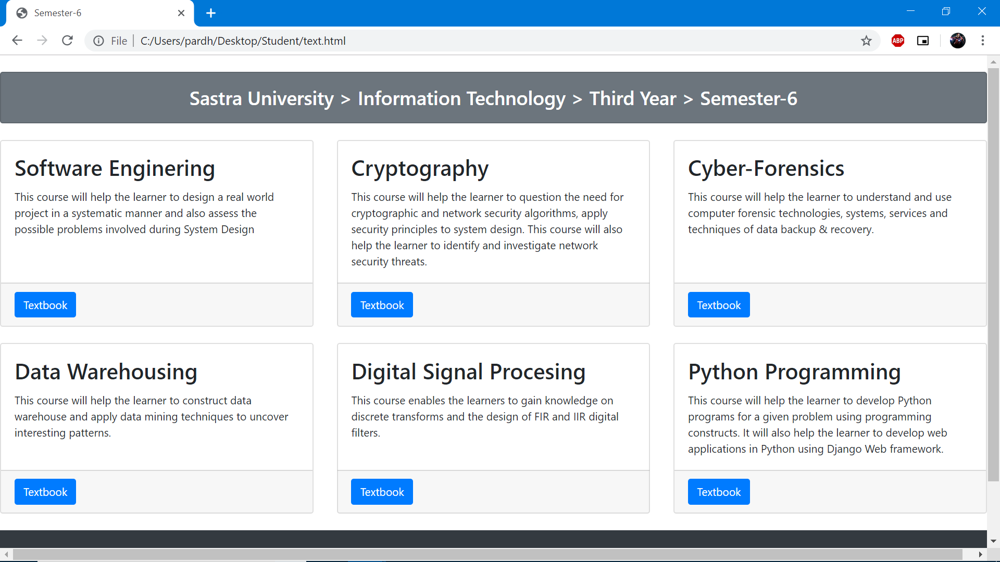 Semester-6
File
C:/Users/pardh/Desktop/Student/text.html
ABP
Sastra University > Information Technology > Third Year > Semester-6
Software Enginering
This course will help the learner to design a real world
project in a systematic manner and also assess the
possible problems involved during System Design
Textbook
Cryptography
This course will help the learner to question the need for
cryptographic and network security algorithms, apply
security principles to system design. This course will also
help the learner to identify and investigate network
security threats.
Textbook
Cyber-Forensics
This course will help the learner to understand and use
computer forensic technologies, systems, services and
techniques of data backup & recovery.
Textbook
Data Warehousing
This course will help the learner to construct data
warehouse and apply data mining techniques to uncover
interesting patterns.
Textbook
Digital Signal Procesing
This course enables the learners to gain knowledge on
discrete transforms and the design of FIR and IIR digital
filters.
Textbook
Python Programming
This course will help the learner to develop Python
programs for a given problem using programming
constructs. It will also help the learner to develop web
applications in Python using Django Web framework.
Textbook